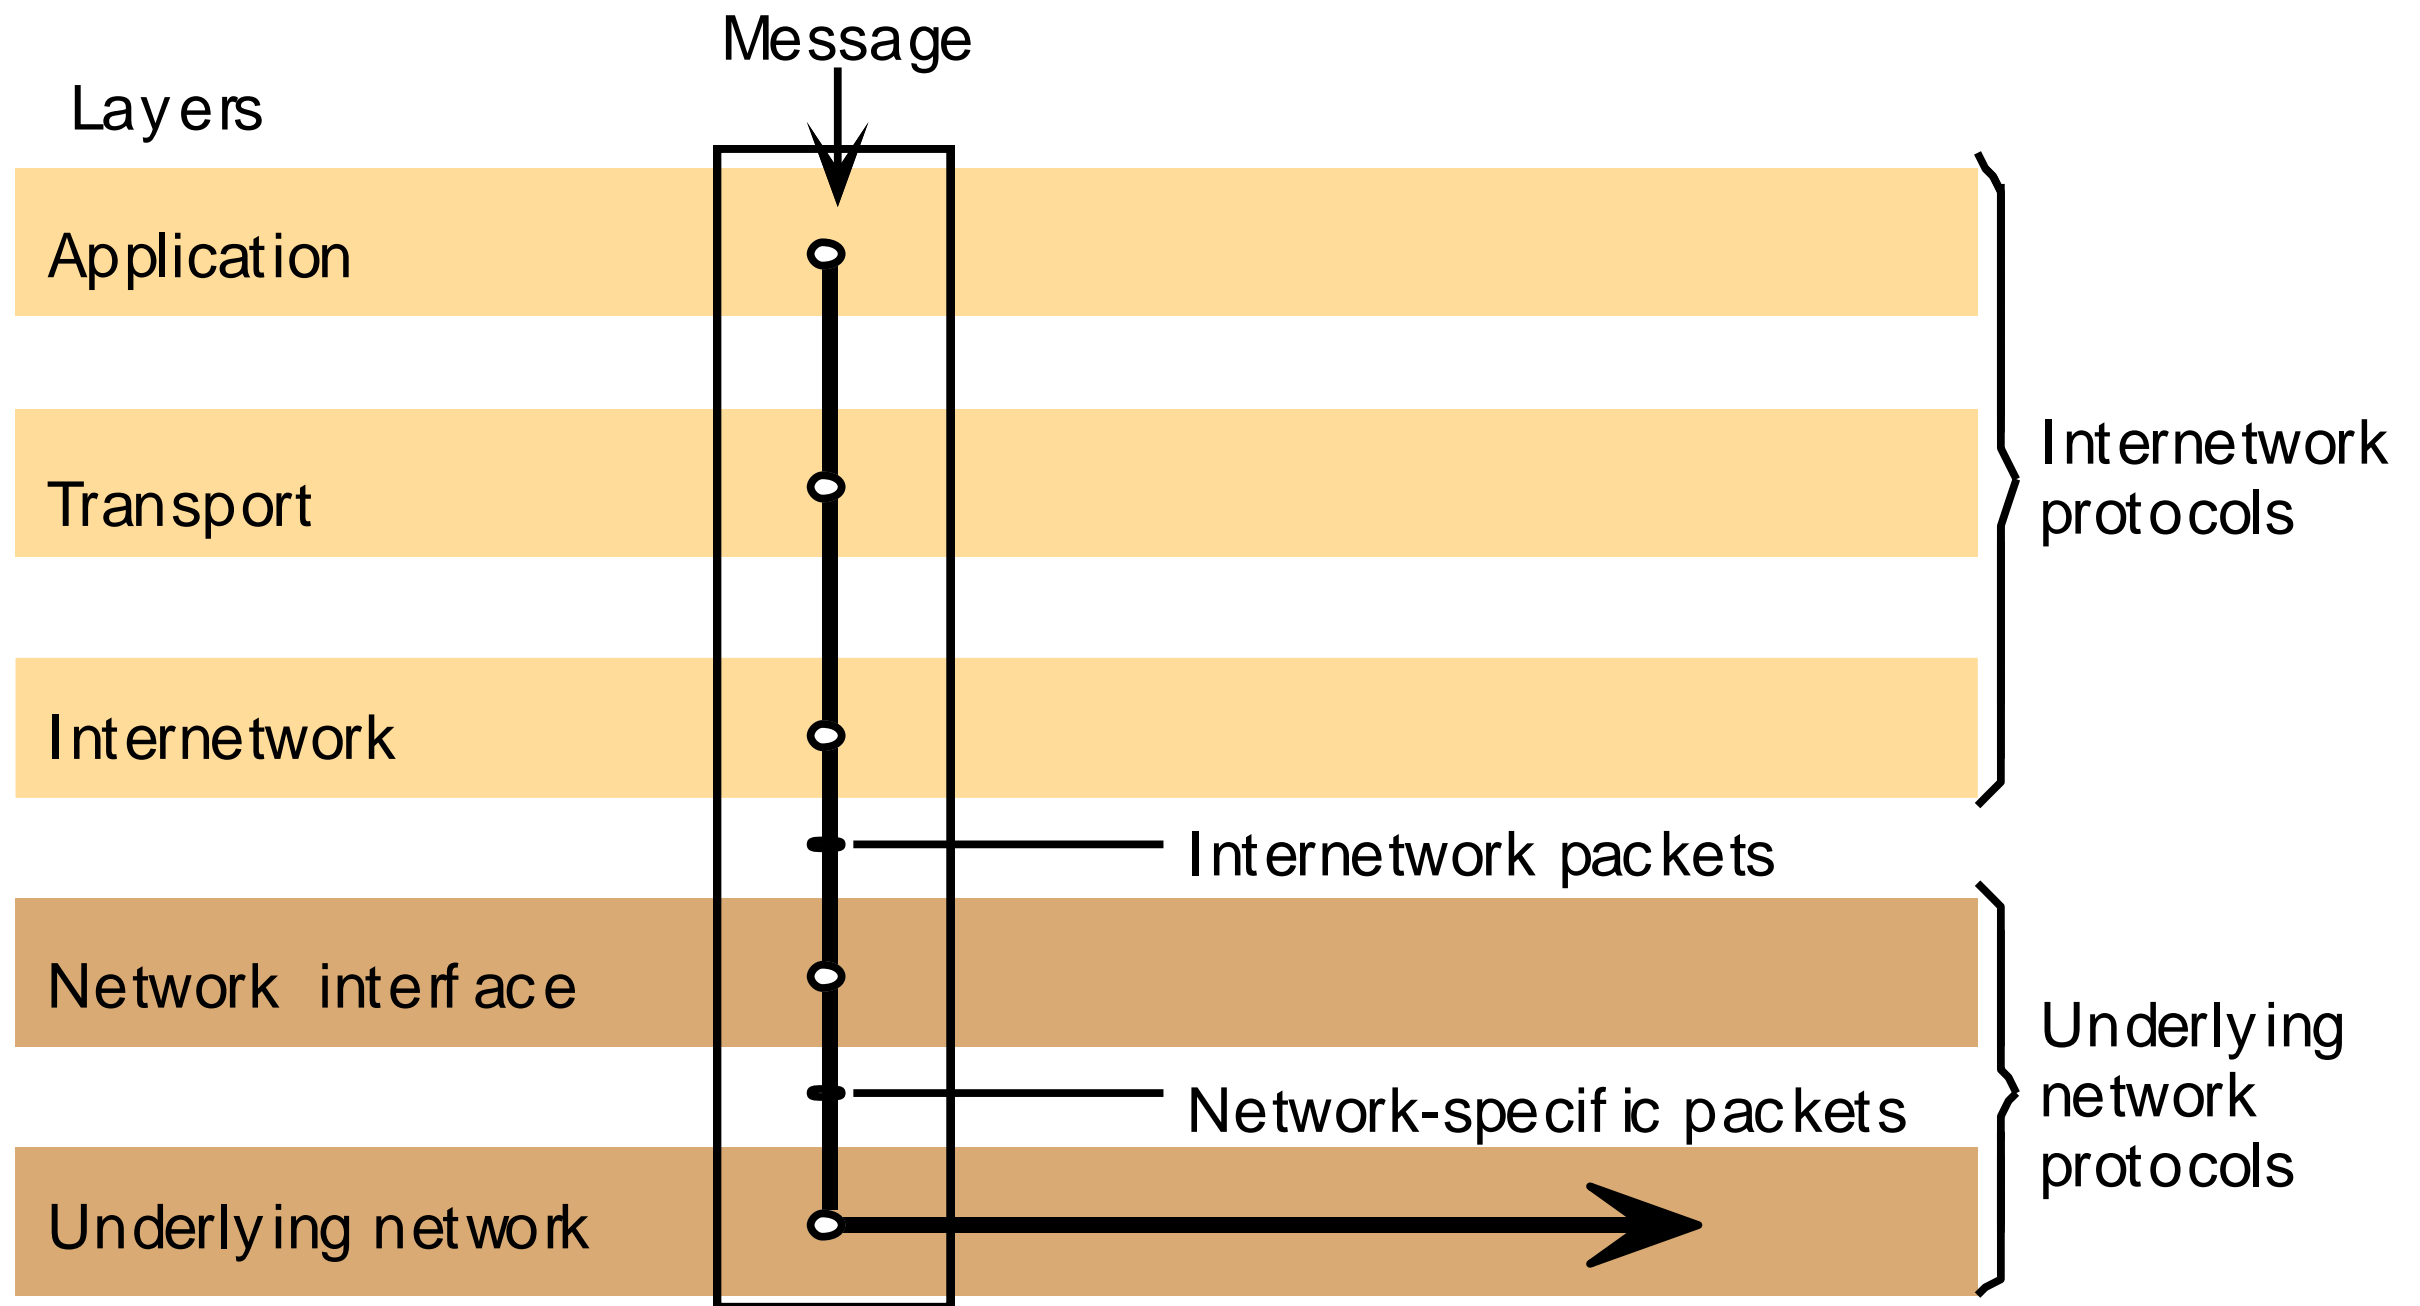 Message
Layers
Application
Transport
Internetwork
protocols
Internetwork
Internetwork packets
Network interface
Underlying
network
protocols
Network-specific packets
Underlying network